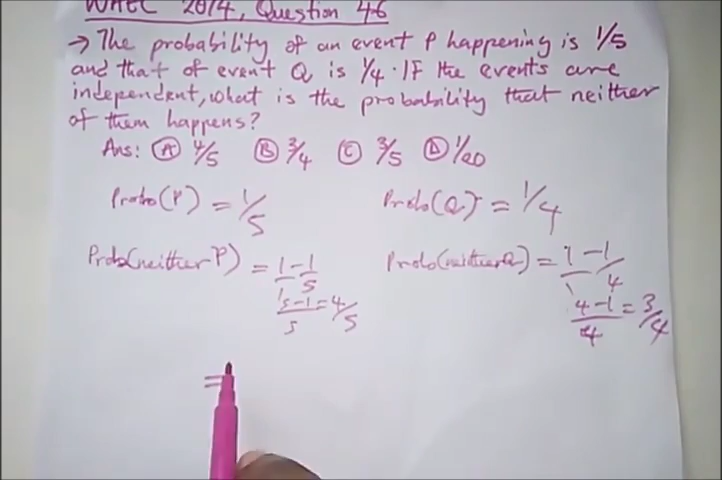 WAEC 2014, Question 46
→ The probability of an event P happening is 1/5
and that of event Q is 1/4. If the events are
independent, what is the probability that neither
of them happens?
Ans: (A) 4/5 (B) 3/4 (C) 3/5 (D) 1/20
Prob(P) = 1/5 Prob(Q) = 1/4
Prob(neither P) = 1/1 - 1/5 Prob(neither Q) = 1/1 - 1/4
5-1/5 = 4/5 4-1/4 = 3/4
=